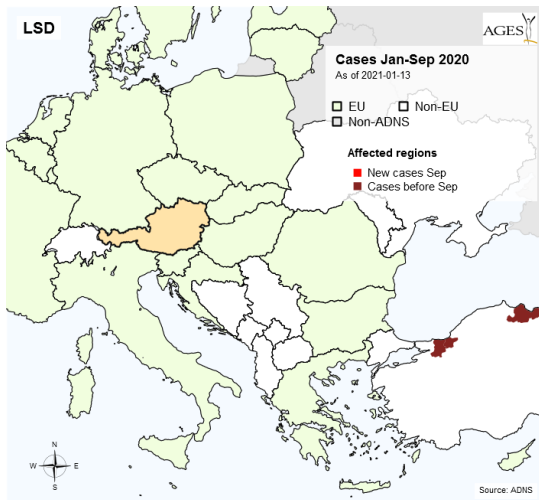 LSD
AGES
Cases Jan-Sep 2020
As of 2021-01-13
EU
Non-EU
Non-ADNS
Affected regions
New cases Sep
Cases before Sep
N
W
E
S
Source: ADNS